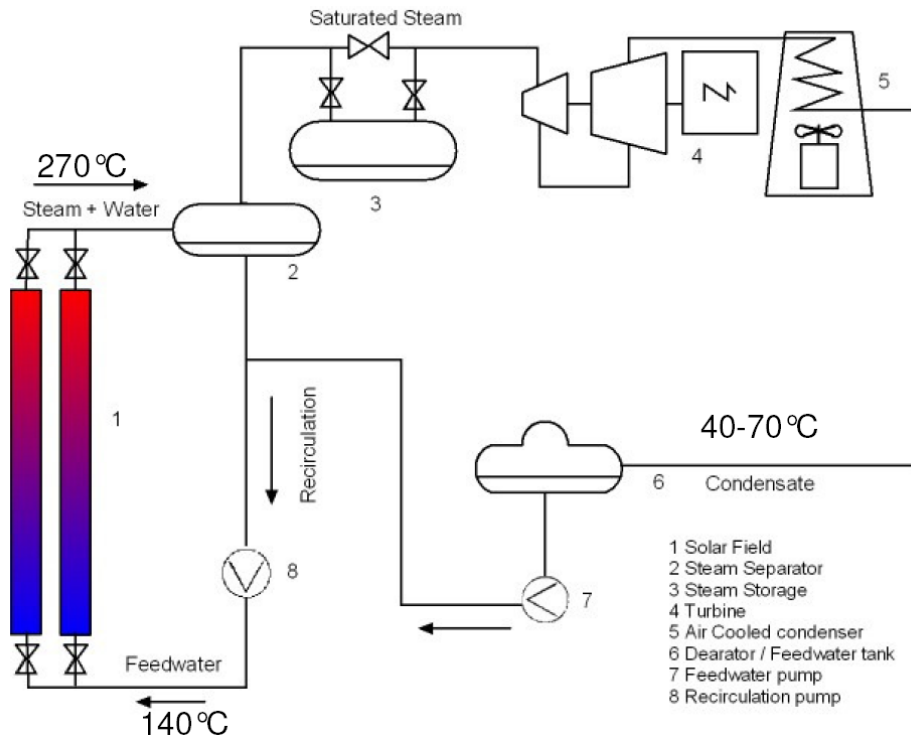 Saturated Steam
270°C
Steam + Water
5
4
3
2
1
Recirculation
40-70°C
6
Condensate
8
7
1 Solar Field
2 Steam Separator
3 Steam Storage
4 Turbine
5 Air Cooled condenser
6 Dearator / Feedwater tank
7 Feedwater pump
8 Recirculation pump
Feedwater
140°C